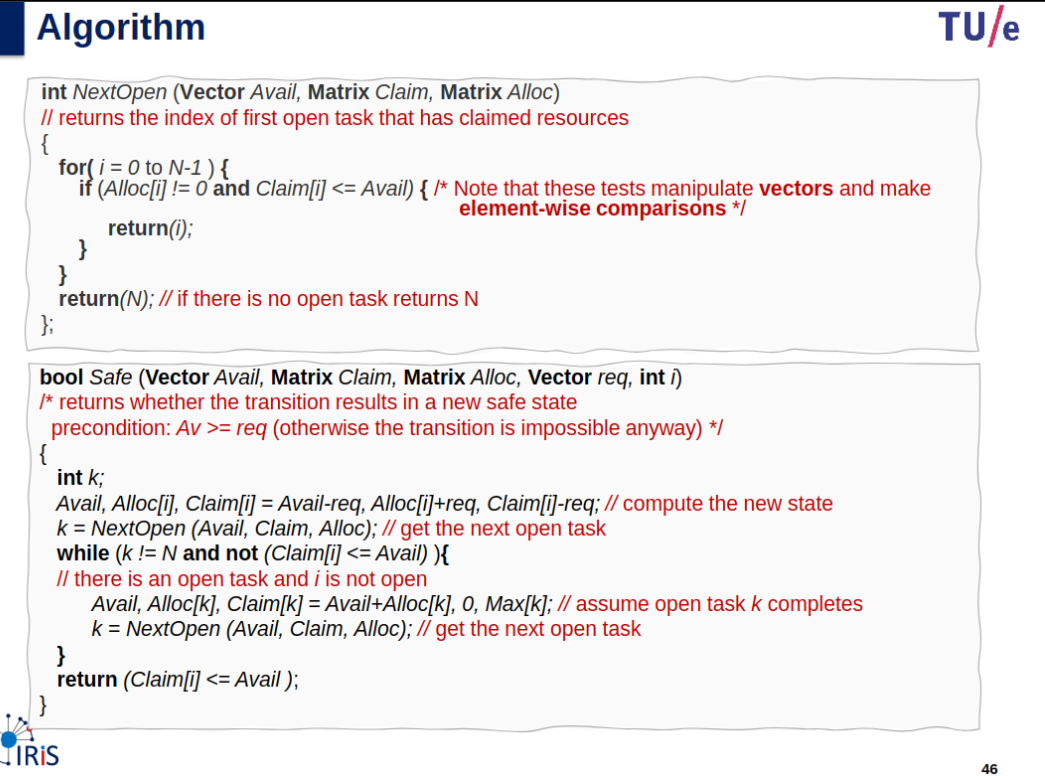 Algorithm
TU/e
int NextOpen (Vector Avail, Matrix Claim, Matrix Alloc)
// returns the index of first open task that has claimed resources
{
for( i = 0 to N-1 ) {
if (Alloc[i] != 0 and Claim[i] <= Avail) { /* Note that these tests manipulate vectors and make
element-wise comparisons */
return(i);
}
}
return(N); // if there is no open task returns N
};
bool Safe (Vector Avail, Matrix Claim, Matrix Alloc, Vector req, int i)
/* returns whether the transition results in a new safe state
precondition: Av >= req (otherwise the transition is impossible anyway) */
{
int k;
Avail, Alloc[i], Claim[i] = Avail-req, Alloc[i]+req, Claim[i]-req; // compute the new state
k = NextOpen (Avail, Claim, Alloc); // get the next open task
while (k != N and not (Claim[i] <= Avail) ){
// there is an open task and i is not open
Avail, Alloc[k], Claim[k] = Avail+Alloc[k], 0, Max[k]; // assume open task k completes
k = NextOpen (Avail, Claim, Alloc); // get the next open task
}
return (Claim[i] <= Avail );
}
IRiS
46